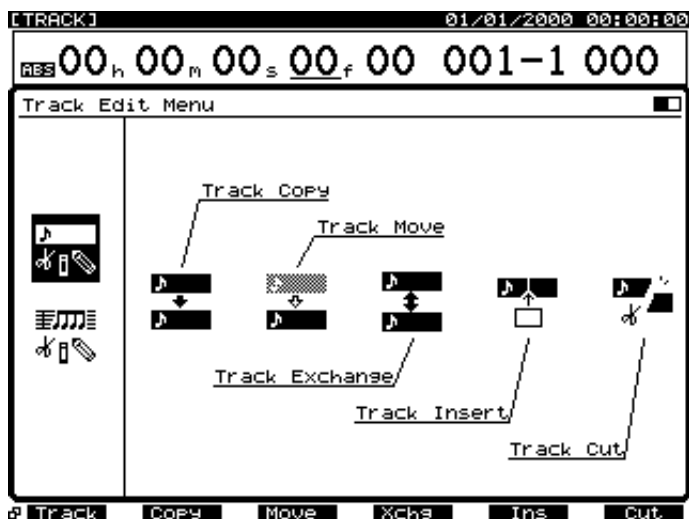 [TRACK] 01/01/2000 00:00:00
ABS 00h 00m 00s 00f 00 001-1 000
Track Edit Menu
Track Copy
Track Move
Track Exchange
Track Insert
Track Cut
Track Copy Move Xchg Ins Cut